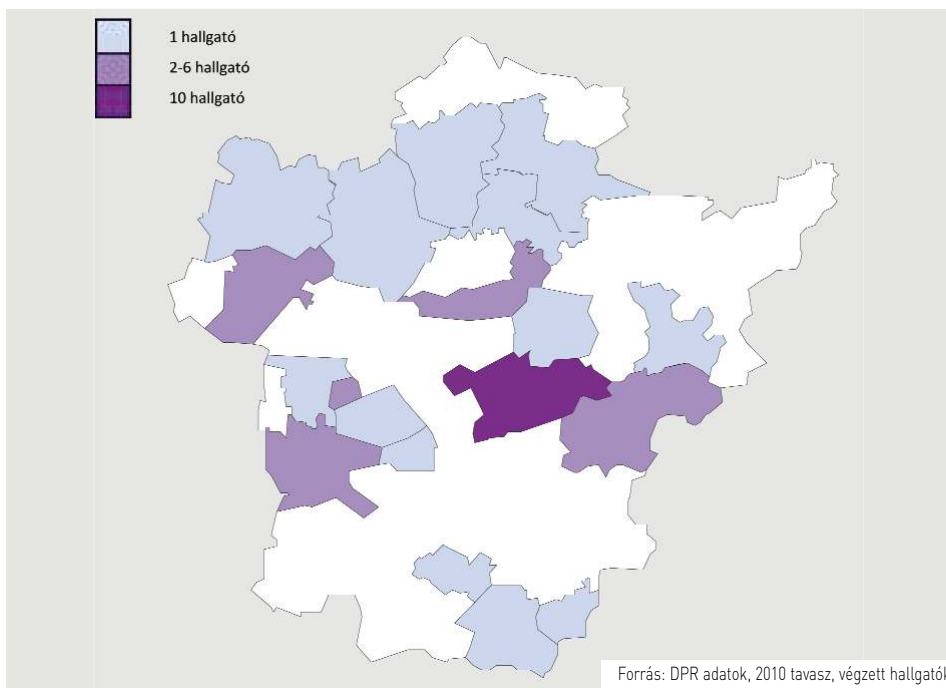 1 hallgató
2-6 hallgató
10 hallgató
Forrás: DPR adatok, 2010 tavasz, végzett hallgatók